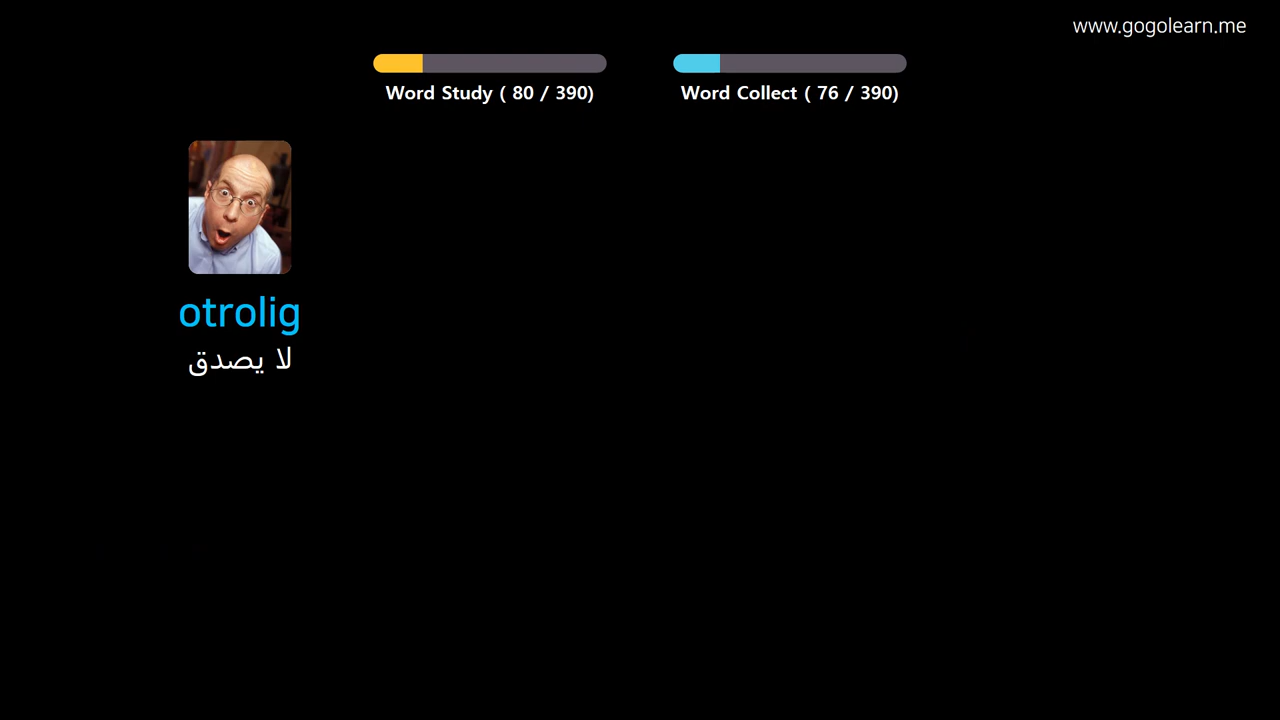 www.gogolearn.me
Word Study ( 80 / 390)
Word Collect ( 76 / 390)
otrolig
لا يصدق